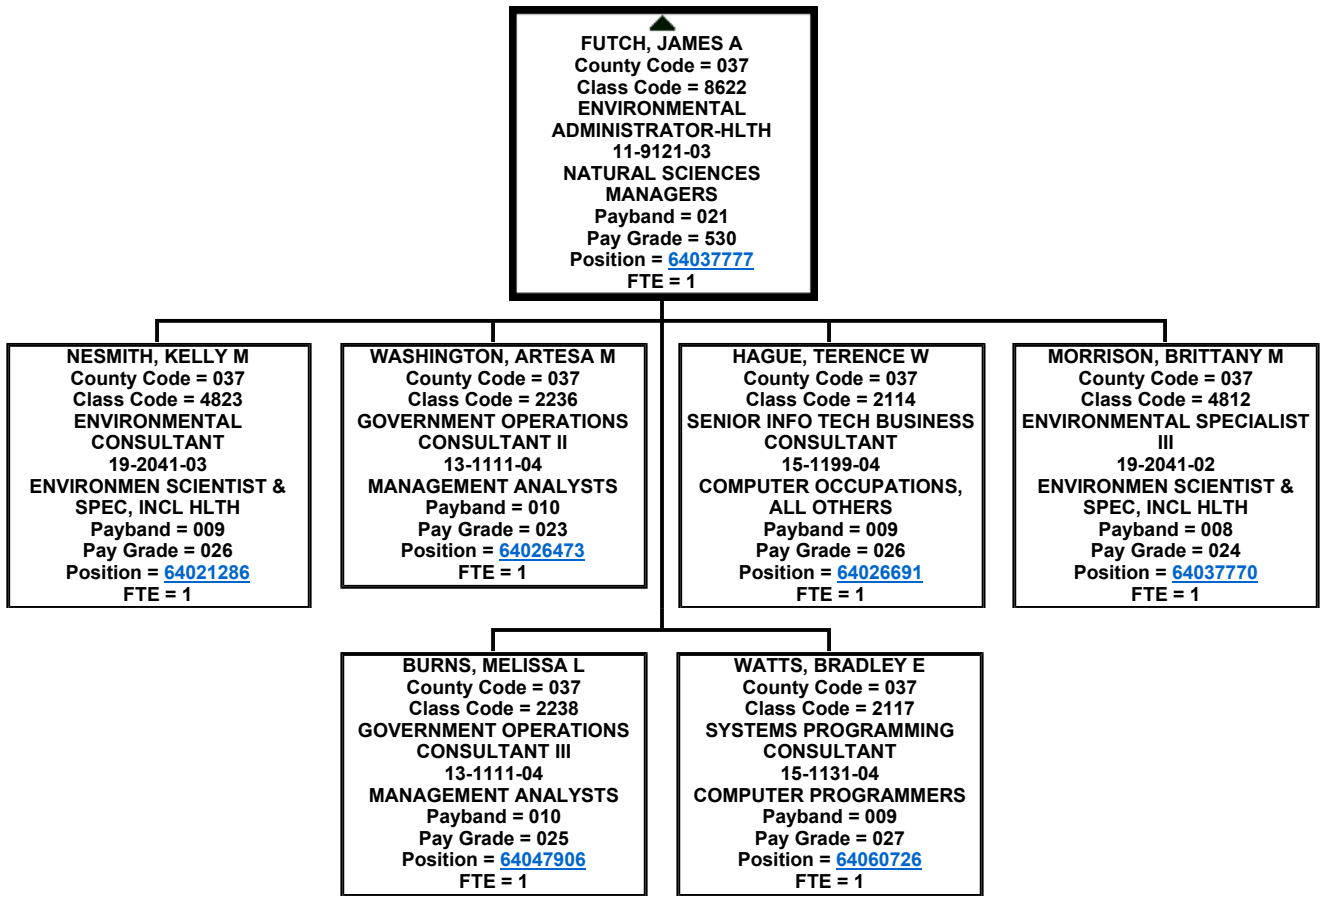 FUTCH, JAMES A
County Code = 037
Class Code = 8622
ENVIRONMENTAL
ADMINISTRATOR-HLTH
11-9121-03
NATURAL SCIENCES
MANAGERS
Payband = 021
Pay Grade = 530
Position = 64037777
FTE = 1
NESMITH, KELLY M
County Code = 037
Class Code = 4823
ENVIRONMENTAL
CONSULTANT
19-2041-03
ENVIRONMEN SCIENTIST &
SPEC, INCL HLTH
Payband = 009
Pay Grade = 026
Position = 64021286
FTE = 1
WASHINGTON, ARTESA M
County Code = 037
Class Code = 2236
GOVERNMENT OPERATIONS
CONSULTANT II
13-1111-04
MANAGEMENT ANALYSTS
Payband = 010
Pay Grade = 023
Position = 64026473
FTE = 1
HAGUE, TERENCE W
County Code = 037
Class Code = 2114
SENIOR INFO TECH BUSINESS
CONSULTANT
15-1199-04
COMPUTER OCCUPATIONS,
ALL OTHERS
Payband = 009
Pay Grade = 026
Position = 64026691
FTE = 1
MORRISON, BRITTANY M
County Code = 037
Class Code = 4812
ENVIRONMENTAL SPECIALIST
III
19-2041-02
ENVIRONMEN SCIENTIST &
SPEC, INCL HLTH
Payband = 008
Pay Grade = 024
Position = 64037770
FTE = 1
BURNS, MELISSA L
County Code = 037
Class Code = 2238
GOVERNMENT OPERATIONS
CONSULTANT III
13-1111-04
MANAGEMENT ANALYSTS
Payband = 010
Pay Grade = 025
Position = 64047906
FTE = 1
WATTS, BRADLEY E
County Code = 037
Class Code = 2117
SYSTEMS PROGRAMMING
CONSULTANT
15-1131-04
COMPUTER PROGRAMMERS
Payband = 009
Pay Grade = 027
Position = 64060726
FTE = 1